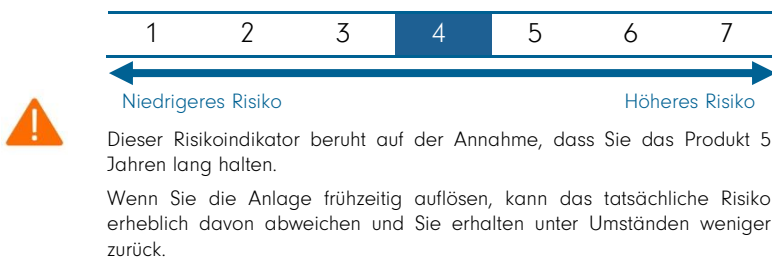 1 2 3 4 5 6 7
Niedrigeres Risiko Höheres Risiko
Dieser Risikoindikator beruht auf der Annahme, dass Sie das Produkt 5
Jahren lang halten.
Wenn Sie die Anlage frühzeitig auflösen, kann das tatsächliche Risiko
erheblich davon abweichen und Sie erhalten unter Umständen weniger
zurück.